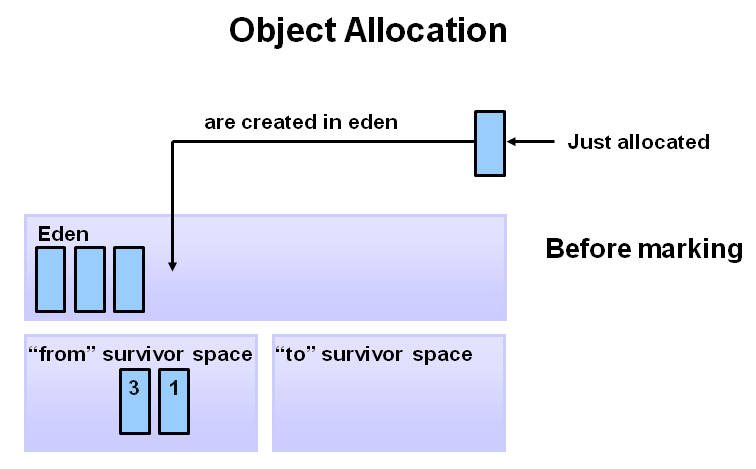 Object Allocation
are created in eden
Just allocated
Eden
Before marking
“from” survivor space
“to” survivor space
3
1